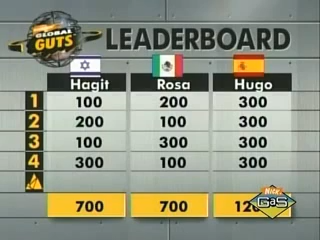 GLOBAL GUTS LEADERBOARD
Hagit Rosa Hugo
1 100 200 300
2 200 100 300
3 100 300 300
4 300 100 300
700 700
Nick GaS